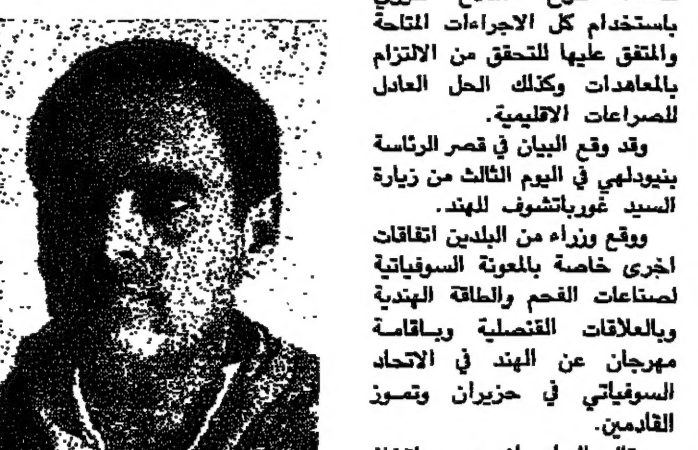 باستخدام كل الاجراءات المتاحة
والمتفق عليها للتحقق من الالتزام
بالمعاهدات وكذلك الحل العادل
للصراعات الاقليمية.
وقد وقع البيان في قصر الرئاسة
بنيودلهي في اليوم الثالث من زيارة
السيد غورباتشوف للهند.
ووقع وزراء من البلدين اتفاقات
اخرى خاصة بالمعونة السوفياتية
لصناعات الفحم والطاقة الهندية
وبالعلاقات القنصلية وباقامة
مهرجان عن الهند في الاتحاد
السوفياتي في حزيران وتموز
القادمين.